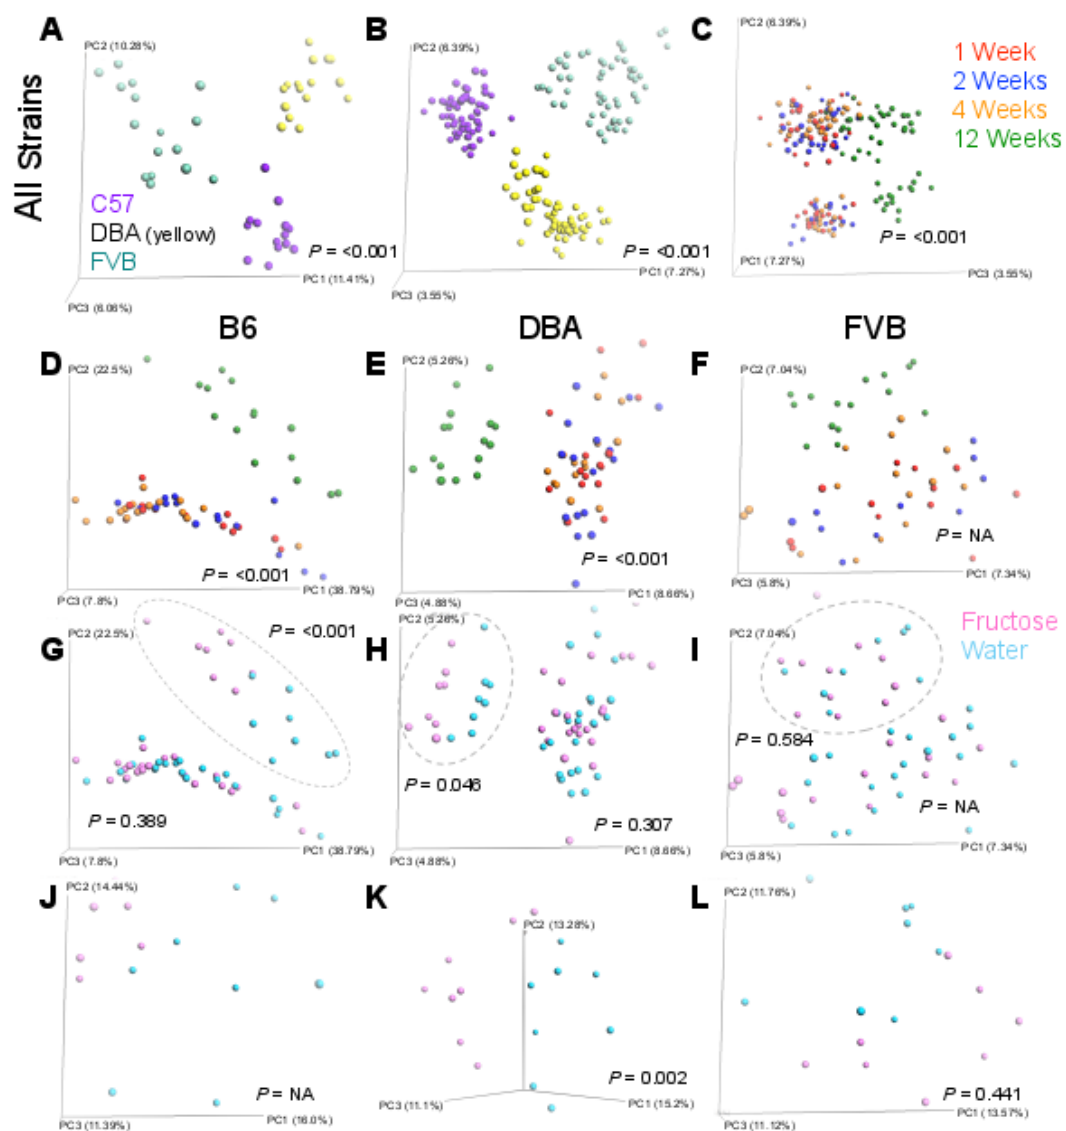 All Strains
A
PC2 (10.28%)
C57
DBA (yellow)
FVB
P = <0.001
PC1 (11.41%)
PC3 (6.06%)
B
PC2 (6.39%)
P = <0.001
PC1 (7.27%)
PC3 (3.55%)
C
PC2 (6.39%)
1 Week
2 Weeks
4 Weeks
12 Weeks
P = <0.001
PC1 (7.27%)
PC3 (3.55%)
B6
DBA
FVB
D
PC2 (22.5%)
P = <0.001
PC3 (7.8%)
PC1 (38.79%)
E
PC2 (5.26%)
P = <0.001
PC3 (4.88%)
PC1 (8.66%)
F
PC2 (7.04%)
P = NA
PC3 (5.8%)
PC1 (7.34%)
G
PC2 (22.5%)
P = <0.001
P = 0.389
PC3 (7.8%)
PC1 (38.79%)
H
PC2 (5.26%)
P = 0.046
P = 0.307
PC3 (4.88%)
PC1 (8.66%)
I
PC2 (7.04%)
Fructose
Water
P = 0.584
P = NA
PC3 (5.8%)
PC1 (7.34%)
J
PC2 (14.44%)
P = NA
PC3 (11.39%)
PC1 (16.0%)
K
PC2 (13.28%)
P = 0.002
PC3 (11.1%)
PC1 (15.2%)
L
PC2 (11.76%)
P = 0.441
PC1 (13.57%)
PC3 (11.12%)